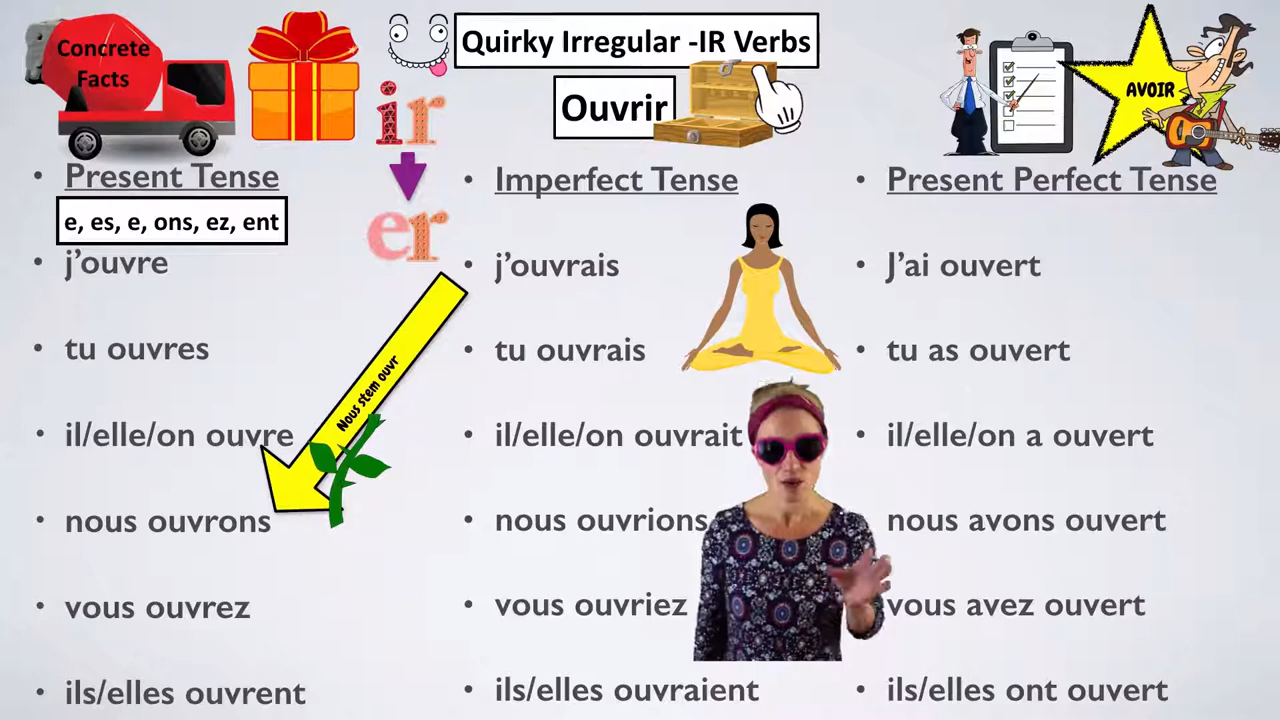 Concrete
Facts
ir
er
Quirky Irregular -IR Verbs
Ouvrir
AVOIR
• Present Tense
e, es, e, ons, ez, ent
• j’ouvre
• tu ouvres
• il/elle/on ouvre
• nous ouvrons
• vous ouvrez
• ils/elles ouvrent
Nous stem ouvr
• Imperfect Tense
• j’ouvrais
• tu ouvrais
• il/elle/on ouvrait
• nous ouvrions
• vous ouvriez
• ils/elles ouvraient
• Present Perfect Tense
• J’ai ouvert
• tu as ouvert
• il/elle/on a ouvert
nous avons ouvert
vous avez ouvert
• ils/elles ont ouvert